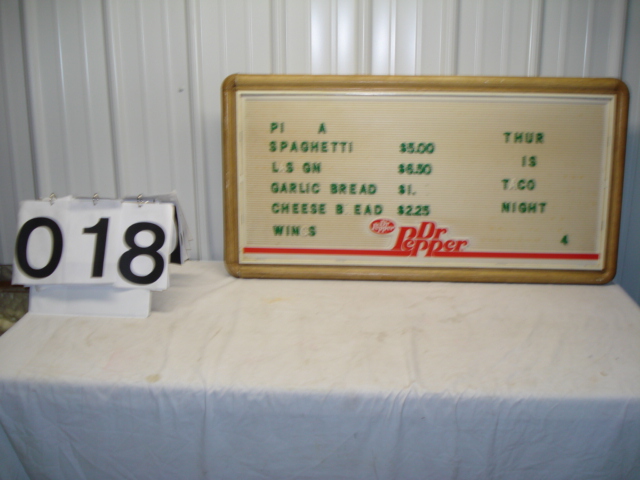 018
PI A
SPAGHETTI $5.00
L S GN $6.50
GARLIC BREAD $1.
CHEESE B EAD $2.25
WIN S
THUR
IS
T CO
NIGHT
4
Dr Pepper